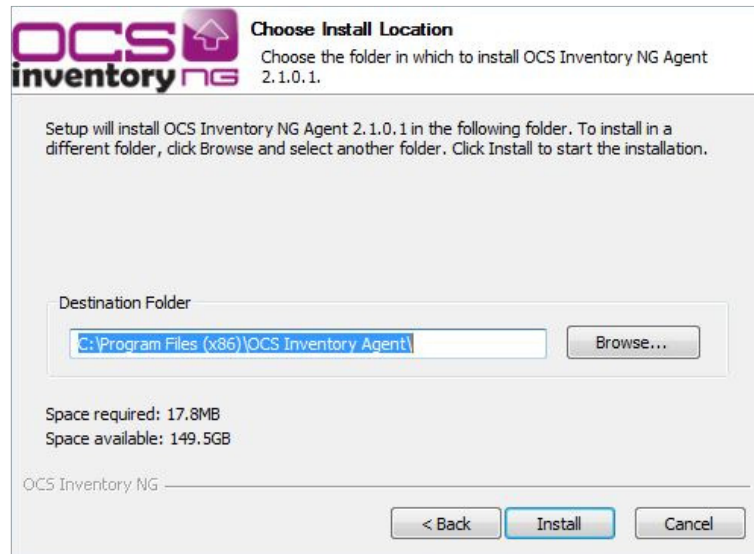 OCS
inventory NG
Choose Install Location
Choose the folder in which to install OCS Inventory NG Agent
2.1.0.1.
Setup will install OCS Inventory NG Agent 2.1.0.1 in the following folder. To install in a
different folder, click Browse and select another folder. Click Install to start the installation.
Destination Folder
C:\Program Files (x86)\OCS Inventory Agent\
Browse...
Space required: 17.8MB
Space available: 149.5GB
OCS Inventory NG
< Back
Install
Cancel